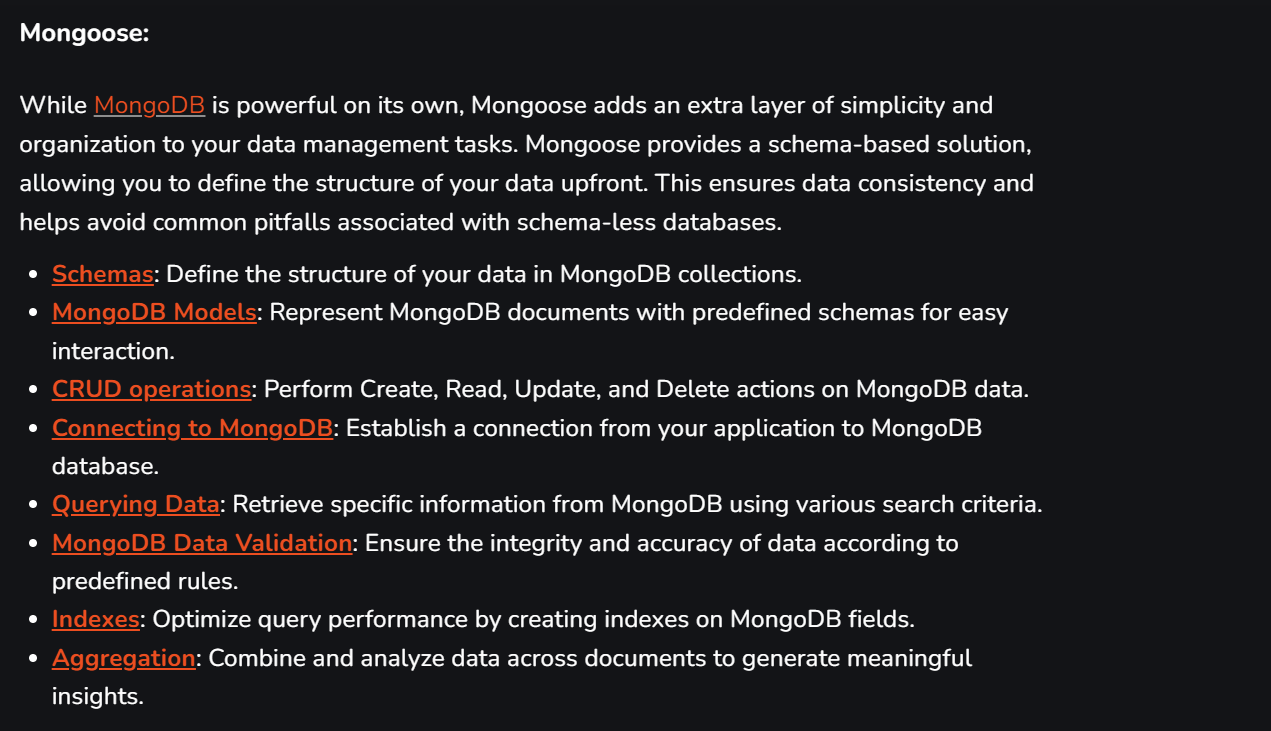 Mongoose:
While MongoDB is powerful on its own, Mongoose adds an extra layer of simplicity and
organization to your data management tasks. Mongoose provides a schema-based solution,
allowing you to define the structure of your data upfront. This ensures data consistency and
helps avoid common pitfalls associated with schema-less databases.
• Schemas: Define the structure of your data in MongoDB collections.
• MongoDB Models: Represent MongoDB documents with predefined schemas for easy
interaction.
• CRUD operations: Perform Create, Read, Update, and Delete actions on MongoDB data.
• Connecting to MongoDB: Establish a connection from your application to MongoDB
database.
• Querying Data: Retrieve specific information from MongoDB using various search criteria.
• MongoDB Data Validation: Ensure the integrity and accuracy of data according to
predefined rules.
• Indexes: Optimize query performance by creating indexes on MongoDB fields.
• Aggregation: Combine and analyze data across documents to generate meaningful
insights.